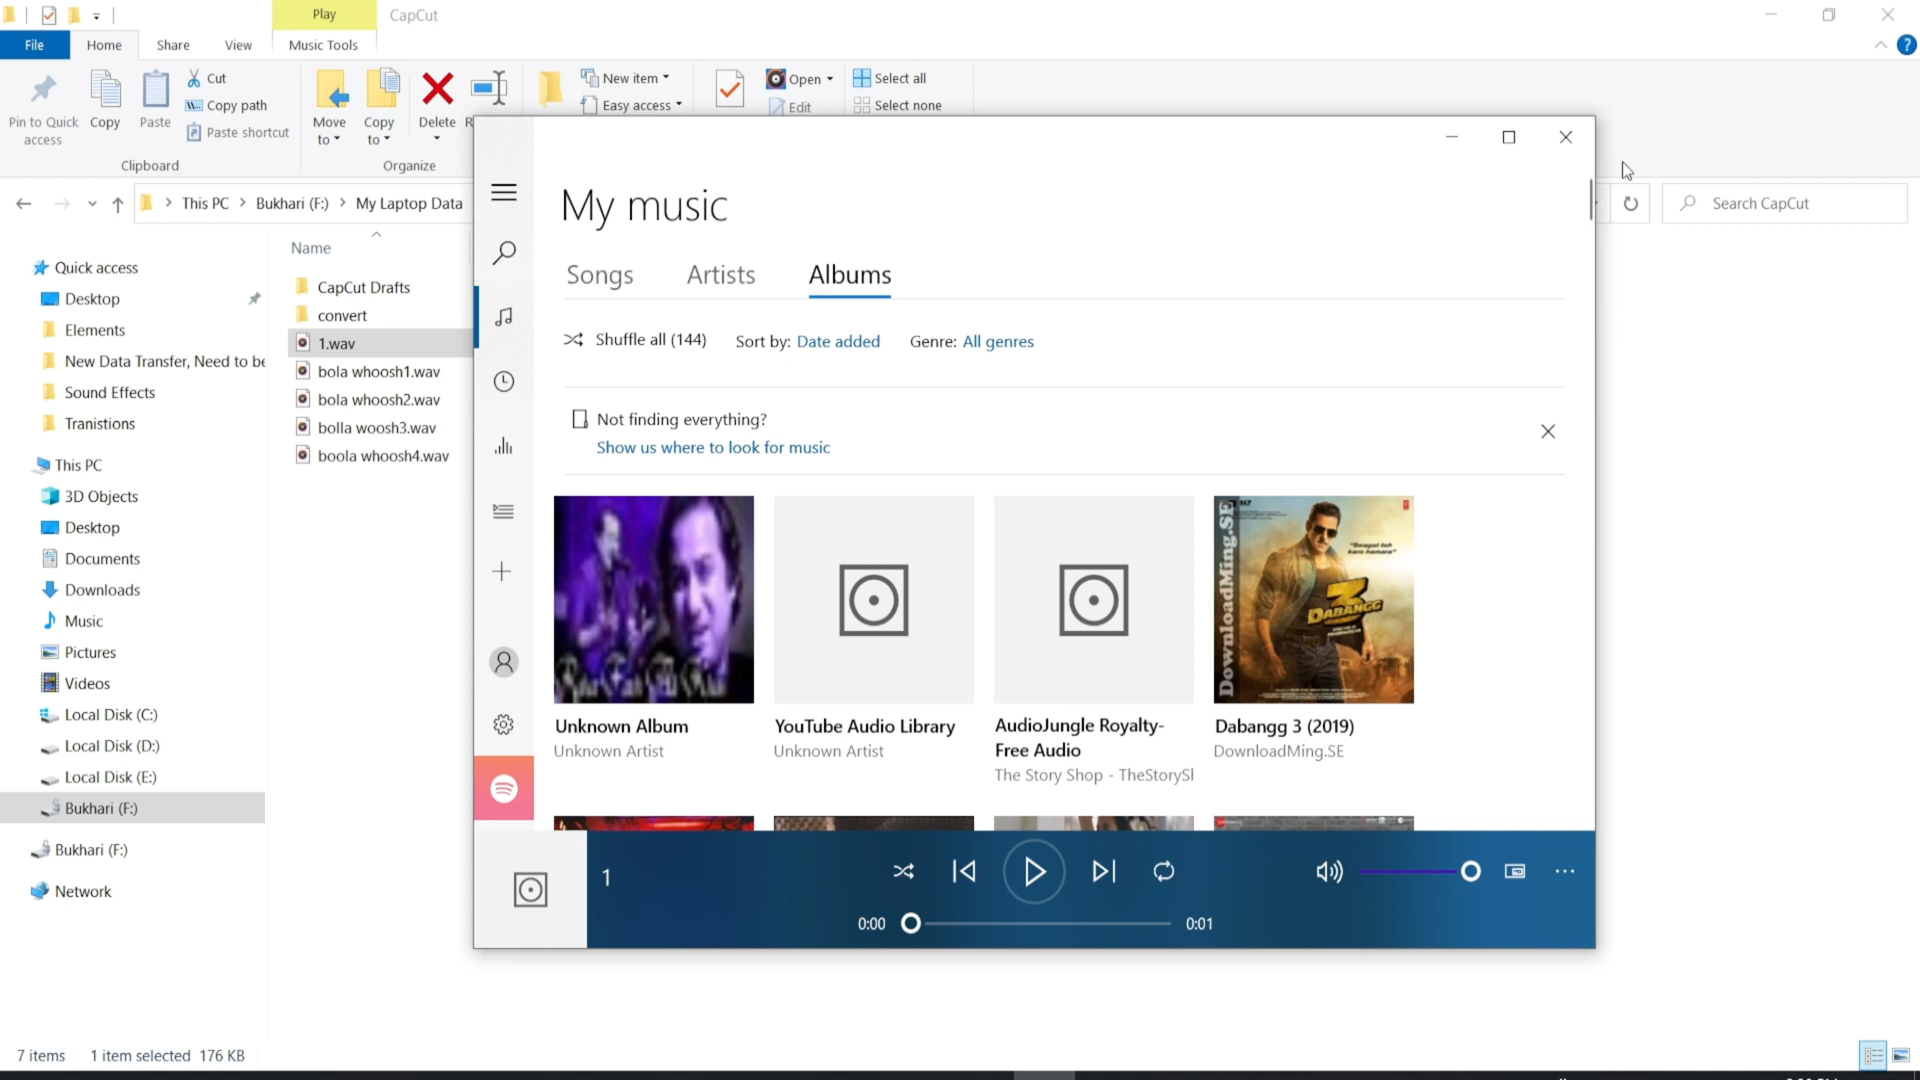 Play
CapCut
File
Home
Share
View
Music Tools
Pin to Quick
access
Copy
Paste
Cut
Copy path
Paste shortcut
Clipboard
Move
to
Copy
to
Delete
R
Organize
New item
Easy access
Open
Edit
Select all
Select none
This PC > Bukhari (F:) > My Laptop Data
Search CapCut
Name
CapCut Drafts
convert
1.wav
bola whoosh1.wav
bola whoosh2.wav
bolla woosh3.wav
boola whoosh4.wav
Quick access
Desktop
Elements
New Data Transfer, Need to be
Sound Effects
Tranistions
This PC
3D Objects
Desktop
Documents
Downloads
Music
Pictures
Videos
Local Disk (C:)
Local Disk (D:)
Local Disk (E:)
Bukhari (F:)
Bukhari (F:)
Network
7 items
1 item selected 176 KB
My music
Songs
Artists
Albums
Shuffle all (144)
Sort by: Date added
Genre: All genres
Not finding everything?
Show us where to look for music
DownloadMing.SE
3
DABANGG
Unknown Album
Unknown Artist
YouTube Audio Library
Unknown Artist
AudioJungle Royalty-
Free Audio
The Story Shop - TheStorySl
Dabangg 3 (2019)
DownloadMing.SE
1
0:00
0:01